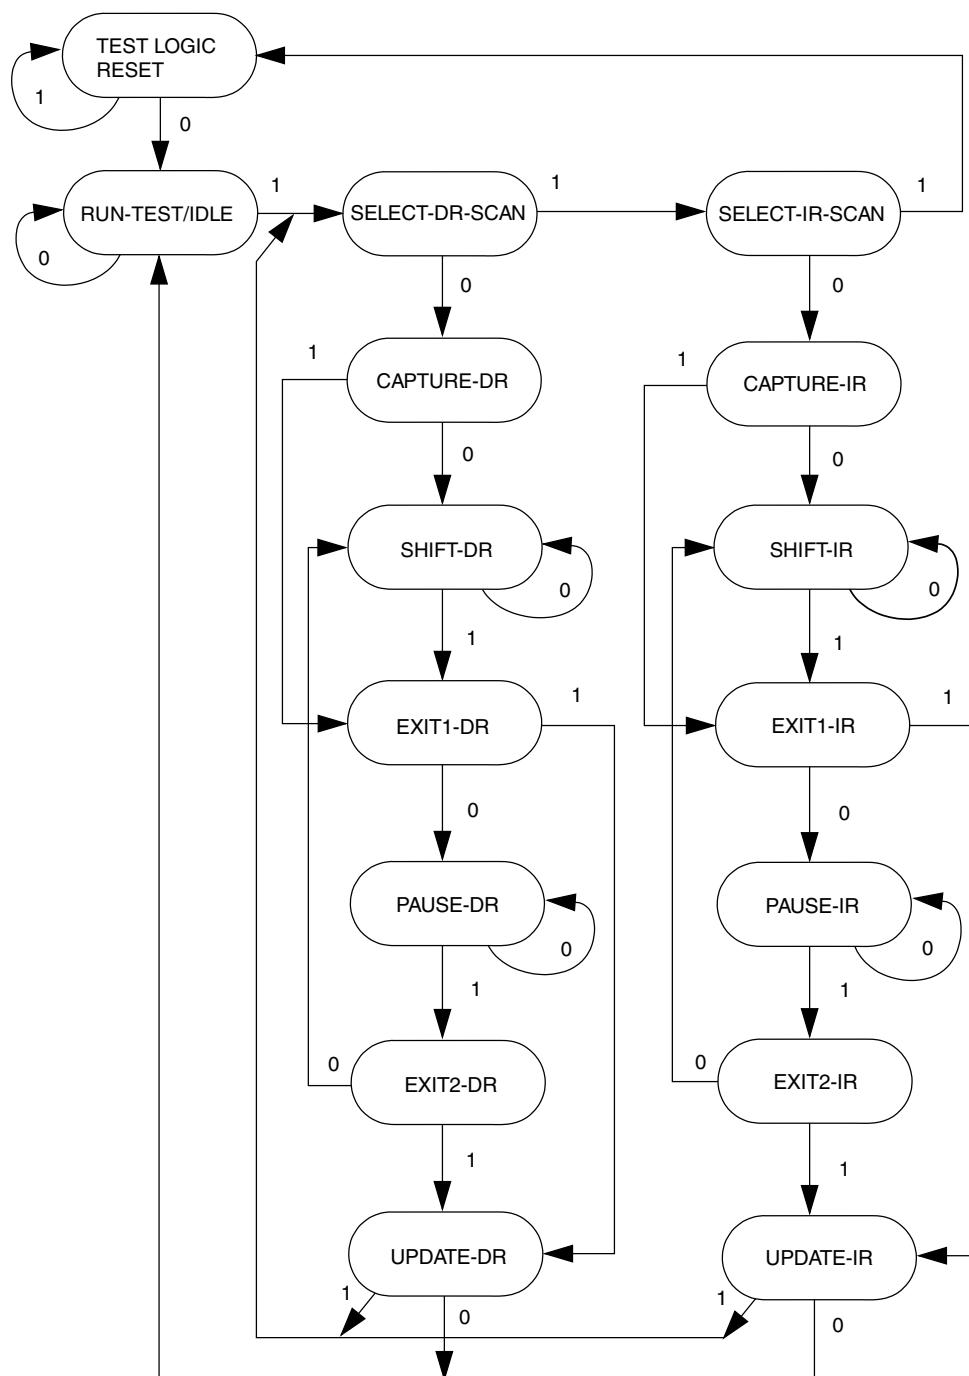 TEST LOGIC
RESET
1
0
RUN-TEST/IDLE
1
0
SELECT-DR-SCAN
1
SELECT-IR-SCAN
1
0
0
1
CAPTURE-DR
1
CAPTURE-IR
0
0
SHIFT-DR
0
SHIFT-IR
0
1
1
EXIT1-DR
1
EXIT1-IR
1
0
0
PAUSE-DR
0
PAUSE-IR
0
1
1
0
EXIT2-DR
0
EXIT2-IR
1
1
UPDATE-DR
UPDATE-IR
1
0
1
0